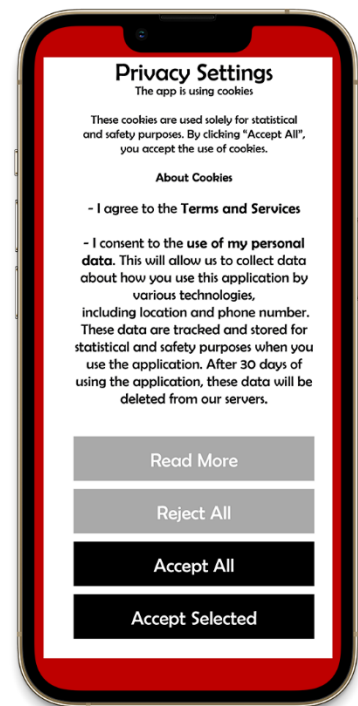 Privacy Settings
The app is using cookies
These cookies are used solely for statistical
and safety purposes. By clicking “Accept All”,
you accept the use of cookies.
About Cookies
- I agree to the Terms and Services
- I consent to the use of my personal
data. This will allow us to collect data
about how you use this application by
various technologies,
including location and phone number.
These data are tracked and stored for
statistical and safety purposes when you
use the application. After 30 days of
using the application, these data will be
deleted from our servers.
Read More
Reject All
Accept All
Accept Selected